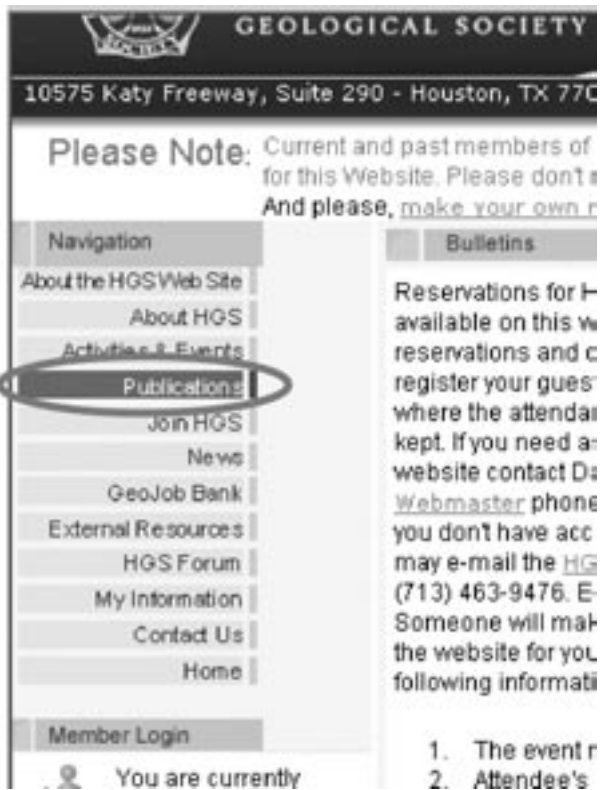 SOCIETY
GEOLOGICAL SOCIETY
10575 Katy Freeway, Suite 290 - Houston, TX
Please Note:
Current and past members of
for this Website. Please don't
And please, make your own
Navigation
About the HGS Web Site
About HGS
Activities & Events
Publications
Join HGS
News
GeoJob Bank
External Resources
HGS Forum
My Information
Contact Us
Home
Member Login
You are currently
Bulletins
Reservations for
available on this
reservations and
register your
where the
kept. If you need
website contact
Webmaster phone
you don't have
may e-mail the
(713) 463-9476.
Someone will
the website for
following
1. The event
2. Attendee's